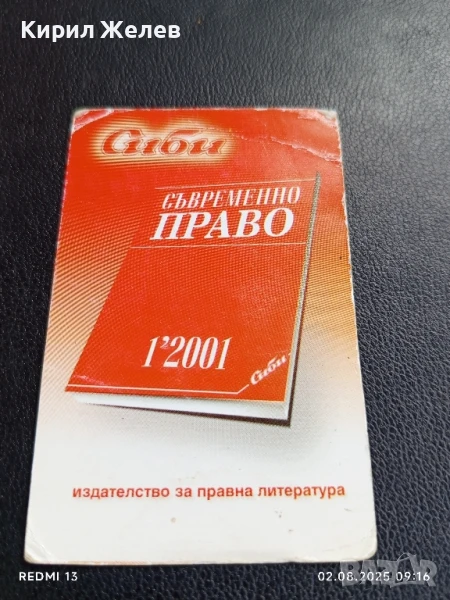 Кирил Желев
Сиби
СЪВРЕМЕННО
ПРАВО
1'2001
Сиби
издателство за правна литература
REDMI 13
02.08.2025 09:16
BAZAR